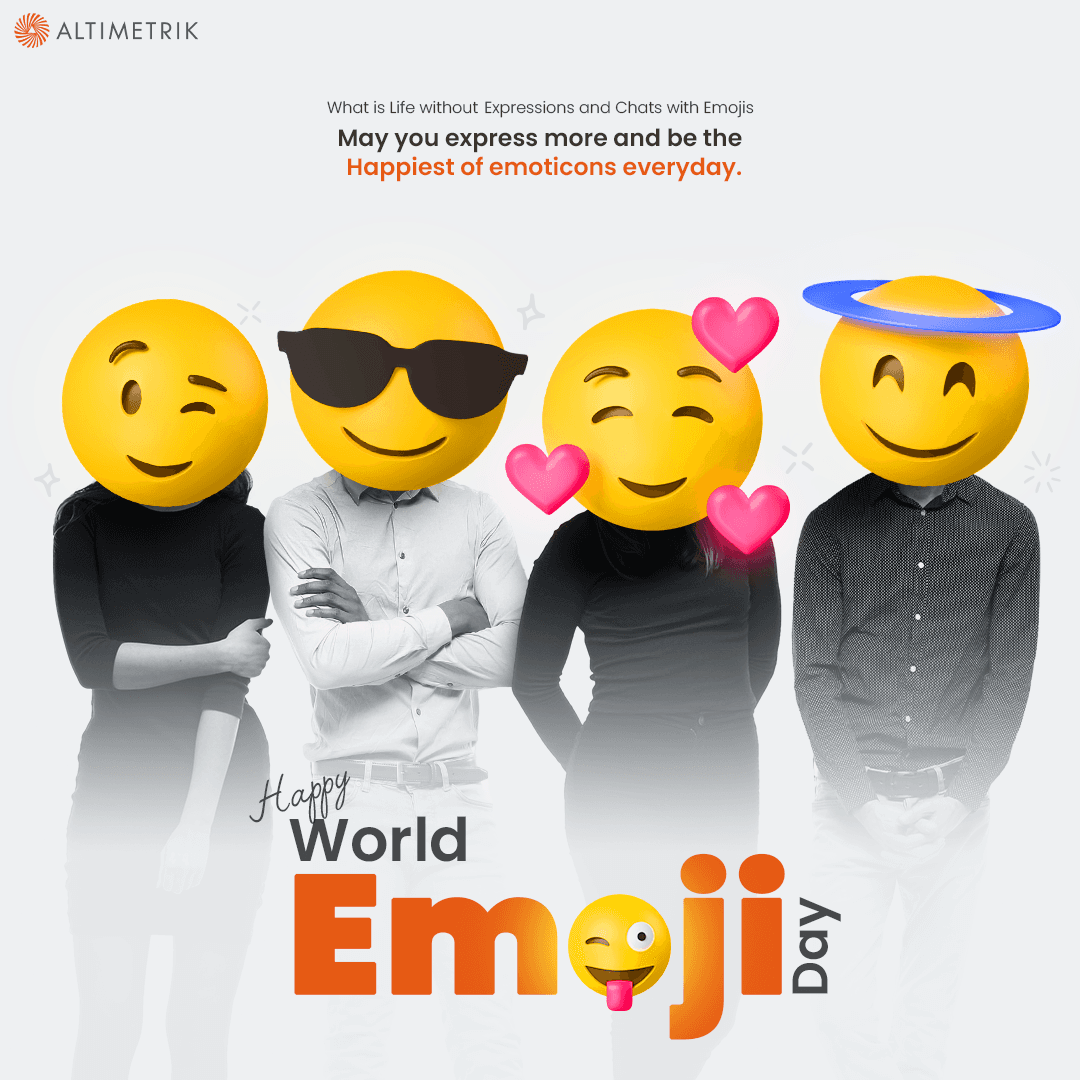 ALTIMETRIK
What is Life without Expressions and Chats with Emojis
May you express more and be the
Happiest of emoticons everyday.
Happy
World
Emoji
Day